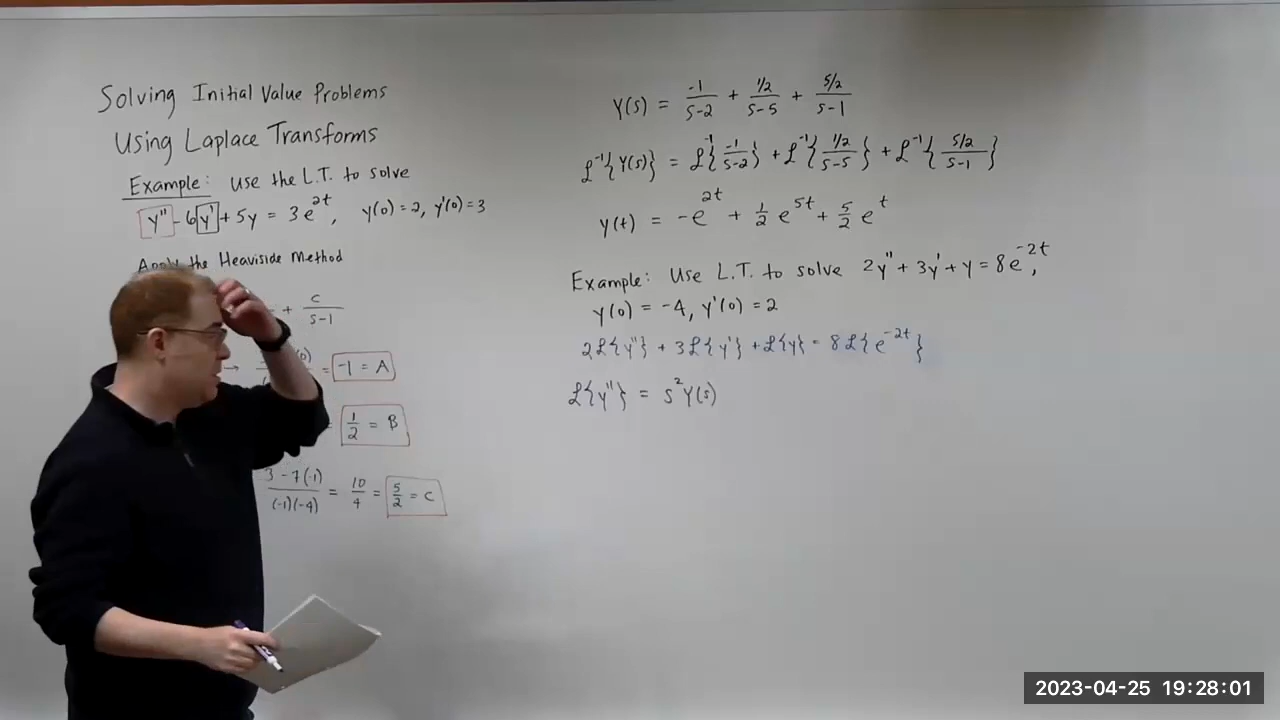 Solving Initial Value Problems
Using Laplace Transforms
Example: Use the L.T. to solve
y'' - 6y' + 5y = 3e^{2t}, y(0) = 2, y'(0) = 3
the Heaviside Method
+ C/(s-1)
→ = -1 = A
= 1/2 = B
(3 - 7(-1))/((-1)(-4)) = 10/4 = 5/2 = C
Y(s) = -1/(s-2) + (1/2)/(s-5) + (5/2)/(s-1)
ℒ⁻¹{Y(s)} = ℒ⁻¹{-1/(s-2)} + ℒ⁻¹{(1/2)/(s-5)} + ℒ⁻¹{(5/2)/(s-1)}
y(t) = -e^{2t} + 1/2 e^{5t} + 5/2 e^{t}
Example: Use L.T. to solve 2y'' + 3y' + y = 8e^{-2t},
y(0) = -4, y'(0) = 2
2ℒ{y''} + 3ℒ{y'} + ℒ{y} = 8ℒ{e^{-2t}}
ℒ{y''} = s²Y(s)
2023-04-25 19:28:01